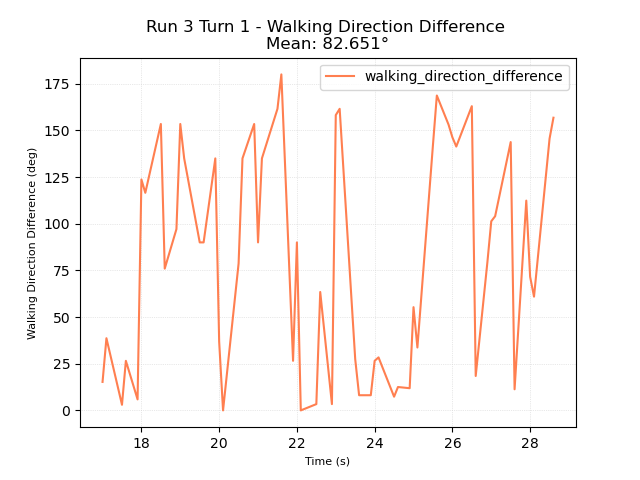 Run 3 Turn 1 - Walking Direction Difference
Mean: 82.651°
walking_direction_difference
Walking Direction Difference (deg)
175
150
125
100
75
50
25
0
18
20
22
24
26
28
Time (s)